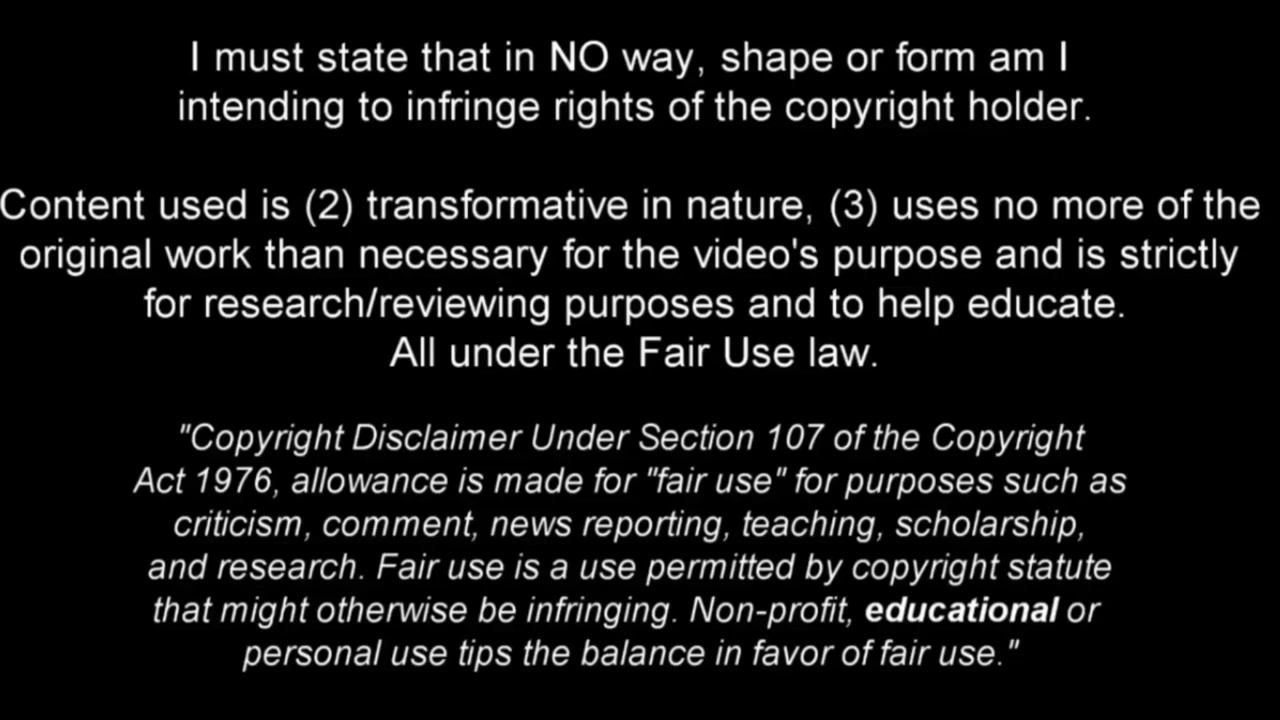 I must state that in NO way, shape or form am I
intending to infringe rights of the copyright holder.
Content used is (2) transformative in nature, (3) uses no more of the
original work than necessary for the video's purpose and is strictly
for research/reviewing purposes and to help educate.
All under the Fair Use law.
"Copyright Disclaimer Under Section 107 of the Copyright
Act 1976, allowance is made for "fair use" for purposes such as
criticism, comment, news reporting, teaching, scholarship,
and research. Fair use is a use permitted by copyright statute
that might otherwise be infringing. Non-profit, educational or
personal use tips the balance in favor of fair use."